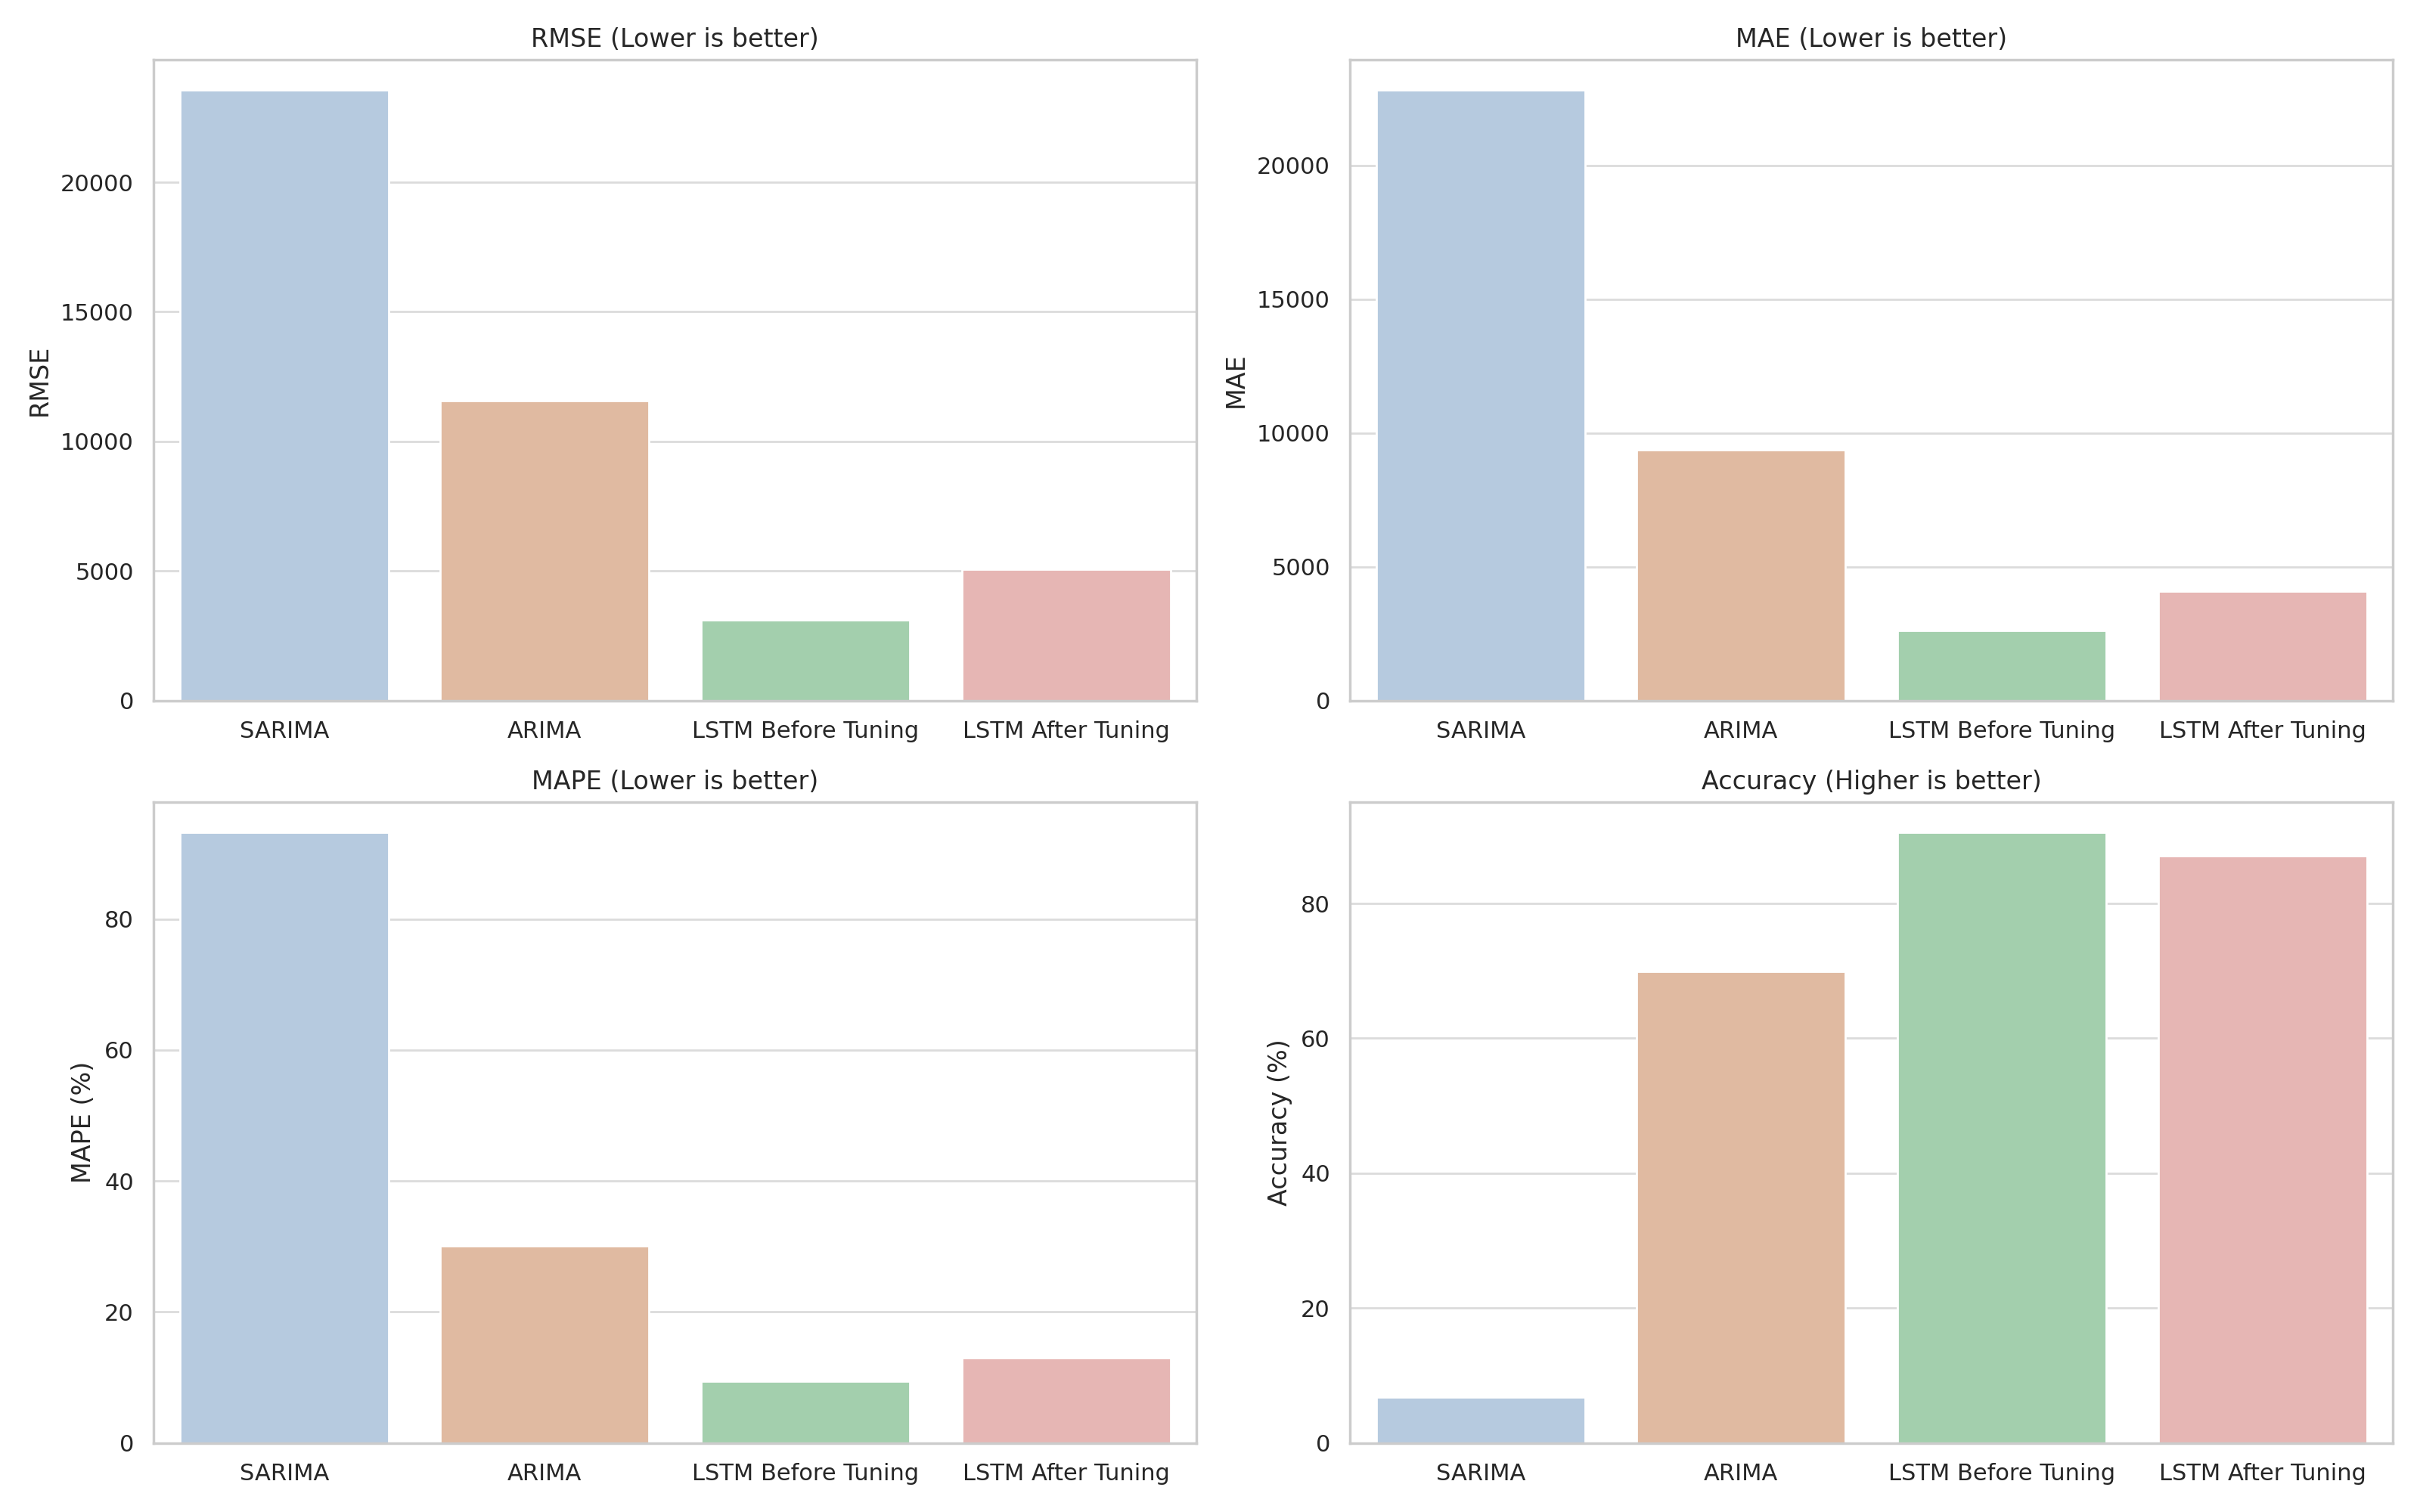 RMSE (Lower is better)
RMSE
20000
15000
10000
5000
0
SARIMA ARIMA LSTM Before Tuning LSTM After Tuning
MAE (Lower is better)
MAE
20000
15000
10000
5000
0
SARIMA ARIMA LSTM Before Tuning LSTM After Tuning
MAPE (Lower is better)
MAPE (%)
80
60
40
20
0
SARIMA ARIMA LSTM Before Tuning LSTM After Tuning
Accuracy (Higher is better)
Accuracy (%)
80
60
40
20
0
SARIMA ARIMA LSTM Before Tuning LSTM After Tuning